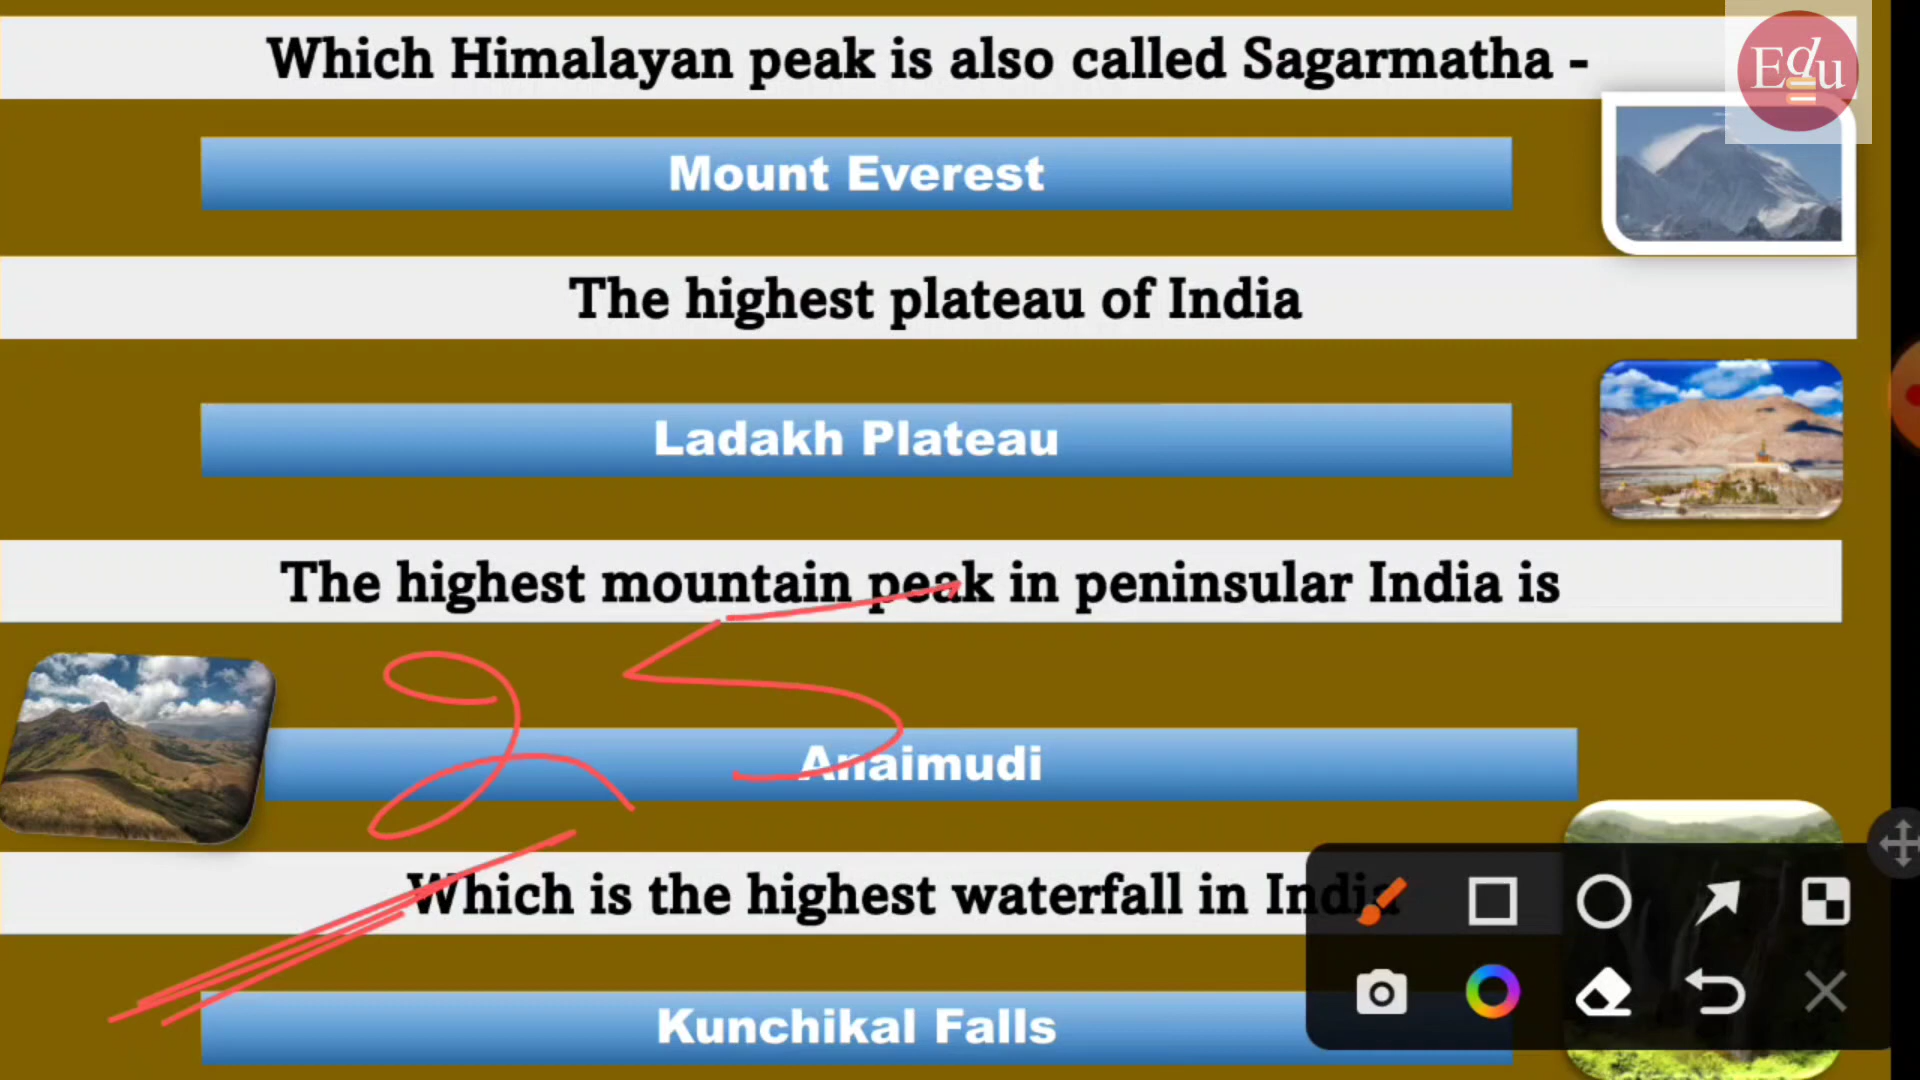 Which Himalayan peak is also called Sagarmatha -
Edu
Mount Everest
The highest plateau of India
Ladakh Plateau
The highest mountain peak in peninsular India is
25
Anaimudi
Which is the highest waterfall in India
Kunchikal Falls